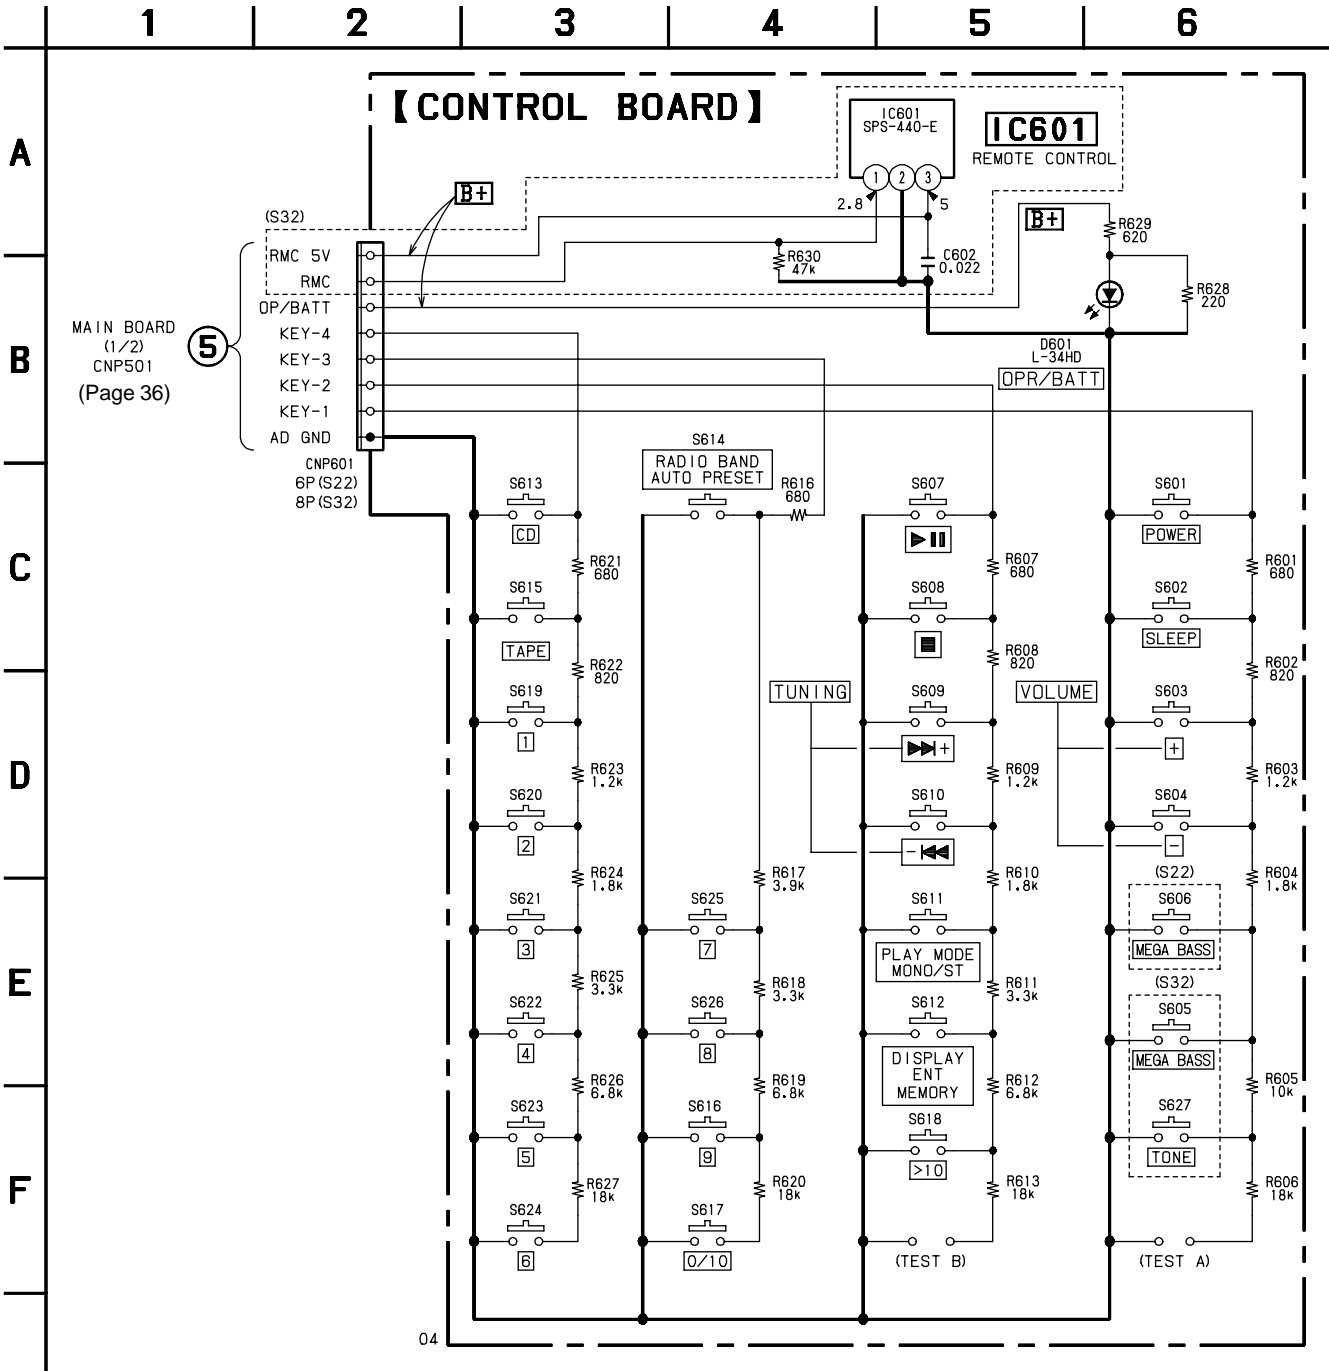 1 2 3 4 5 6
A
B
C
D
E
F
【CONTROL BOARD】
IC601
SPS-440-E
IC601
REMOTE CONTROL
1 2 3
2.8
5
B+
B+
R629
620
R630
47k
C602
0.022
R628
220
D601
L-34HD
OPR/BATT
(S32)
RMC 5V
RMC
OP/BATT
KEY-4
KEY-3
KEY-2
KEY-1
AD GND
MAIN BOARD
(1/2)
CNP501
(Page 36)
5
CNP601
6P(S22)
8P(S32)
S613
CD
R621
680
S615
TAPE
R622
820
S619
1
R623
1.2k
S620
2
R624
1.8k
S621
3
R625
3.3k
S622
4
R626
6.8k
S623
5
R627
18k
S624
6
S614
RADIO BAND
AUTO PRESET
R616
680
R617
3.9k
S625
7
R618
3.3k
S626
8
R619
6.8k
S616
9
R620
18k
S617
0/10
S607
R607
680
S608
R608
820
TUNING
S609
+
R609
1.2k
S610
-
R610
1.8k
S611
PLAY MODE
MONO/ST
R611
3.3k
S612
DISPLAY
ENT
MEMORY
R612
6.8k
S618
>10
R613
18k
(TEST B)
S601
POWER
R601
680
S602
SLEEP
R602
820
VOLUME
S603
+
R603
1.2k
S604
-
R604
1.8k
(S22)
S606
MEGA BASS
(S32)
S605
MEGA BASS
R605
10k
S627
TONE
R606
18k
(TEST A)
04